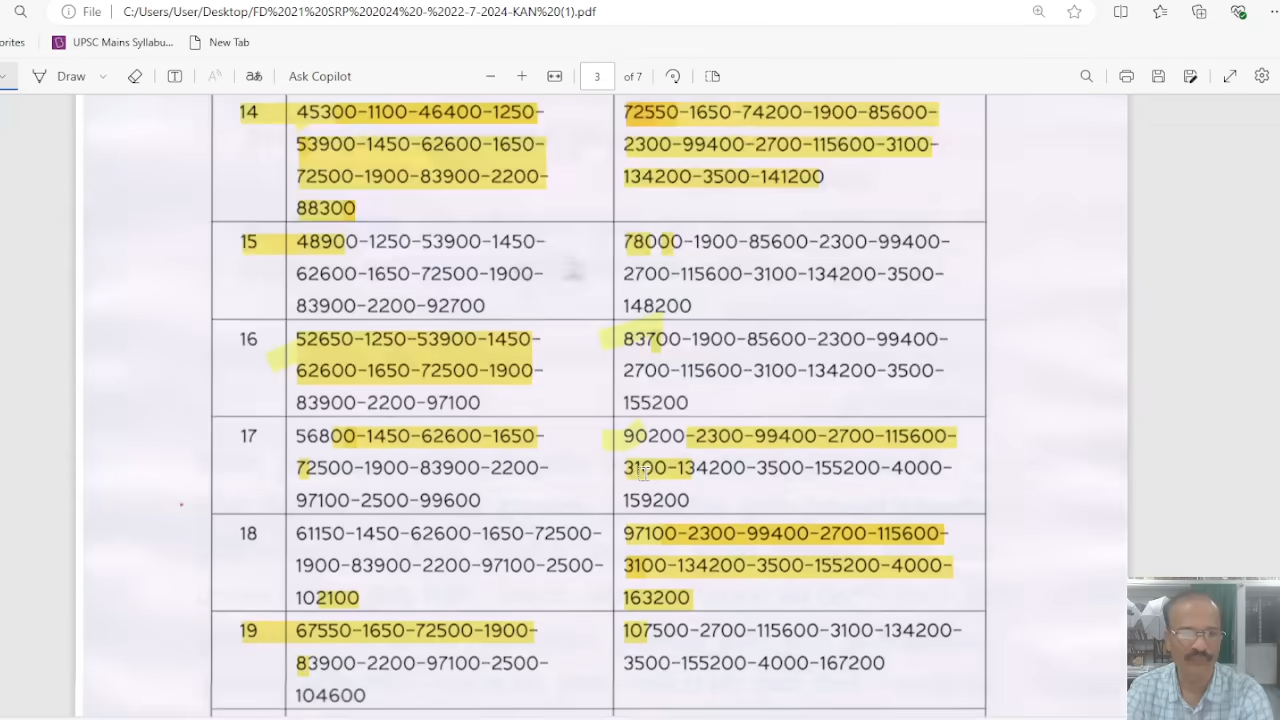 File C:/Users/User/Desktop/FD%2021%20SRP%202024%20-%2022-7-2024-KAN%20(1).pdf
orites UPSC Mains Syllabu... New Tab
Draw Ask Copilot 3 of 7
14 45300-1100-46400-1250- 72550-1650-74200-1900-85600-
53900-1450-62600-1650- 2300-99400-2700-115600-3100-
72500-1900-83900-2200- 134200-3500-141200
88300
15 48900-1250-53900-1450- 78000-1900-85600-2300-99400-
62600-1650-72500-1900- 2700-115600-3100-134200-3500-
83900-2200-92700 148200
16 52650-1250-53900-1450- 83700-1900-85600-2300-99400-
62600-1650-72500-1900- 2700-115600-3100-134200-3500-
83900-2200-97100 155200
17 56800-1450-62600-1650- 90200-2300-99400-2700-115600-
72500-1900-83900-2200- 3100-134200-3500-155200-4000-
97100-2500-99600 159200
18 61150-1450-62600-1650-72500- 97100-2300-99400-2700-115600-
1900-83900-2200-97100-2500- 3100-134200-3500-155200-4000-
102100 163200
19 67550-1650-72500-1900- 107500-2700-115600-3100-134200-
83900-2200-97100-2500- 3500-155200-4000-167200
104600